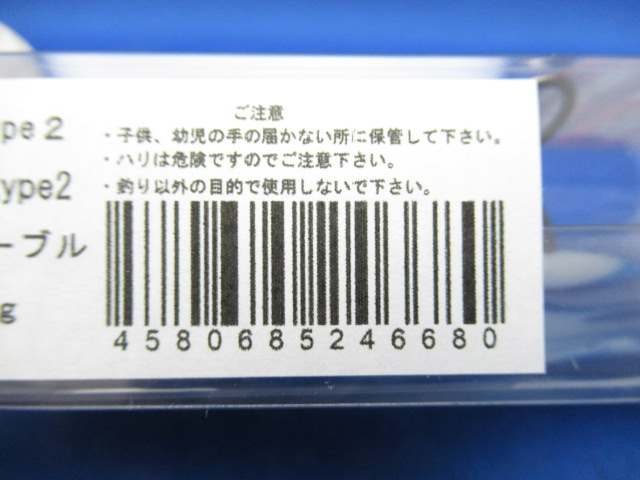 ype 2
type2
ーブル
g
ご注意
・子供、幼児の手の届かない所に保管して下さい。
・ハリは危険ですのでご注意下さい。
・釣り以外の目的で使用しないで下さい。
4580685246680